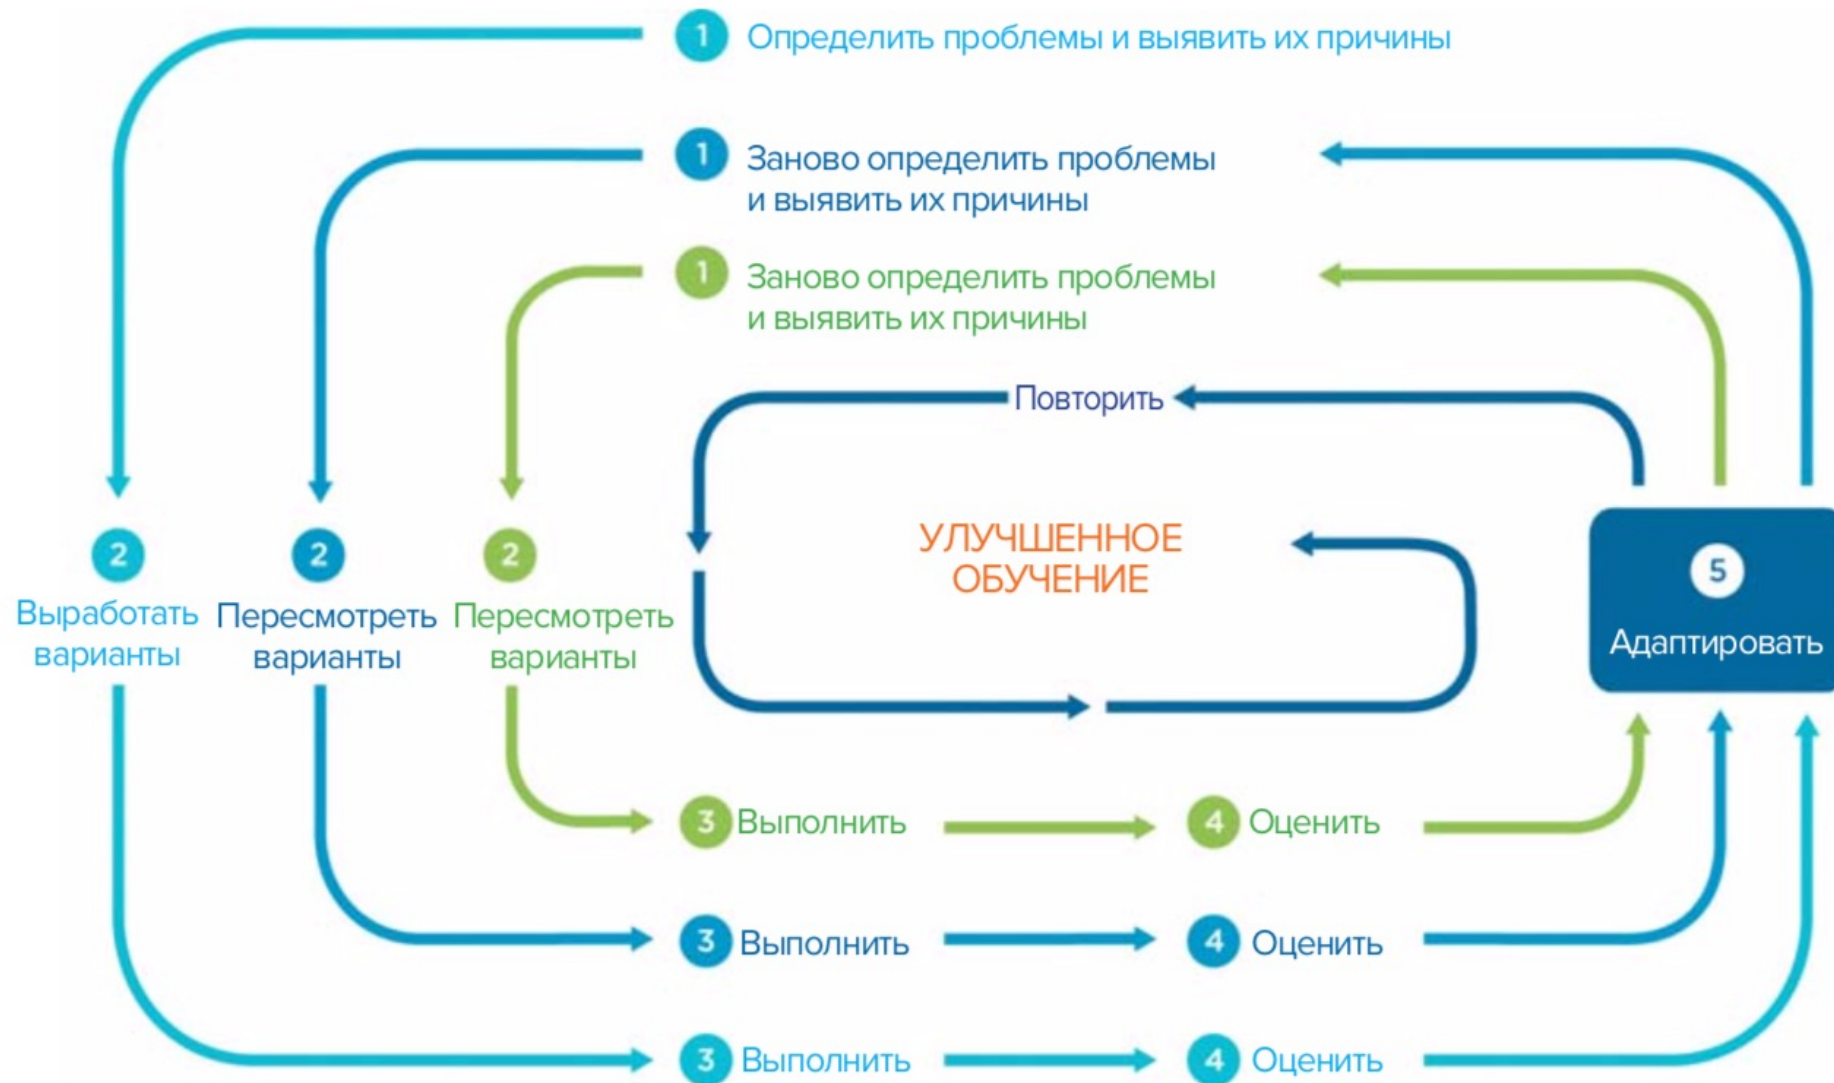 1 Определить проблемы и выявить их причины
1 Заново определить проблемы
и выявить их причины
1 Заново определить проблемы
и выявить их причины
Повторить
УЛУЧШЕННОЕ
ОБУЧЕНИЕ
2
Выработать
варианты
2
Пересмотреть
варианты
2
Пересмотреть
варианты
5
Адаптировать
3 Выполнить
4 Оценить
3 Выполнить
4 Оценить
3 Выполнить
4 Оценить